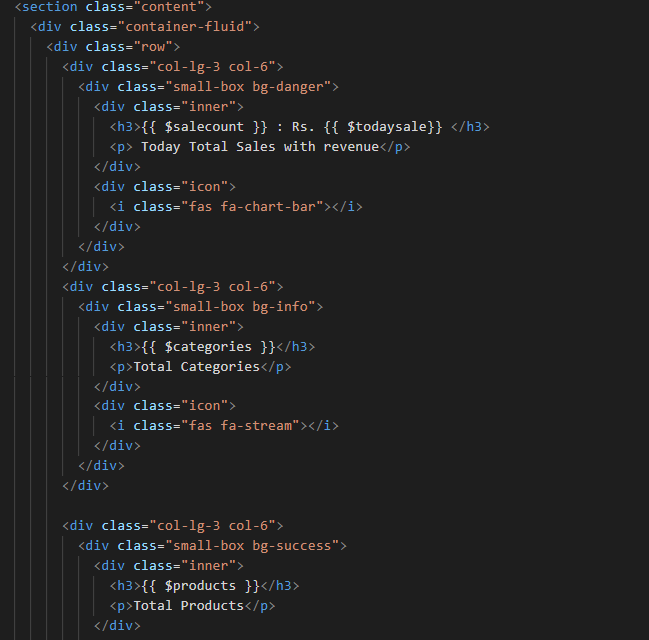 <section class="content">
<div class="container-fluid">
<div class="row">
<div class="col-lg-3 col-6">
<div class="small-box bg-danger">
<div class="inner">
<h3>{{ $salecount }} : Rs. {{ $todaysale}} </h3>
<p> Today Total Sales with revenue</p>
</div>
<div class="icon">
<i class="fas fa-chart-bar"></i>
</div>
</div>
</div>
<div class="col-lg-3 col-6">
<div class="small-box bg-info">
<div class="inner">
<h3>{{ $categories }}</h3>
<p>Total Categories</p>
</div>
<div class="icon">
<i class="fas fa-stream"></i>
</div>
</div>
</div>
<div class="col-lg-3 col-6">
<div class="small-box bg-success">
<div class="inner">
<h3>{{ $products }}</h3>
<p>Total Products</p>
</div>